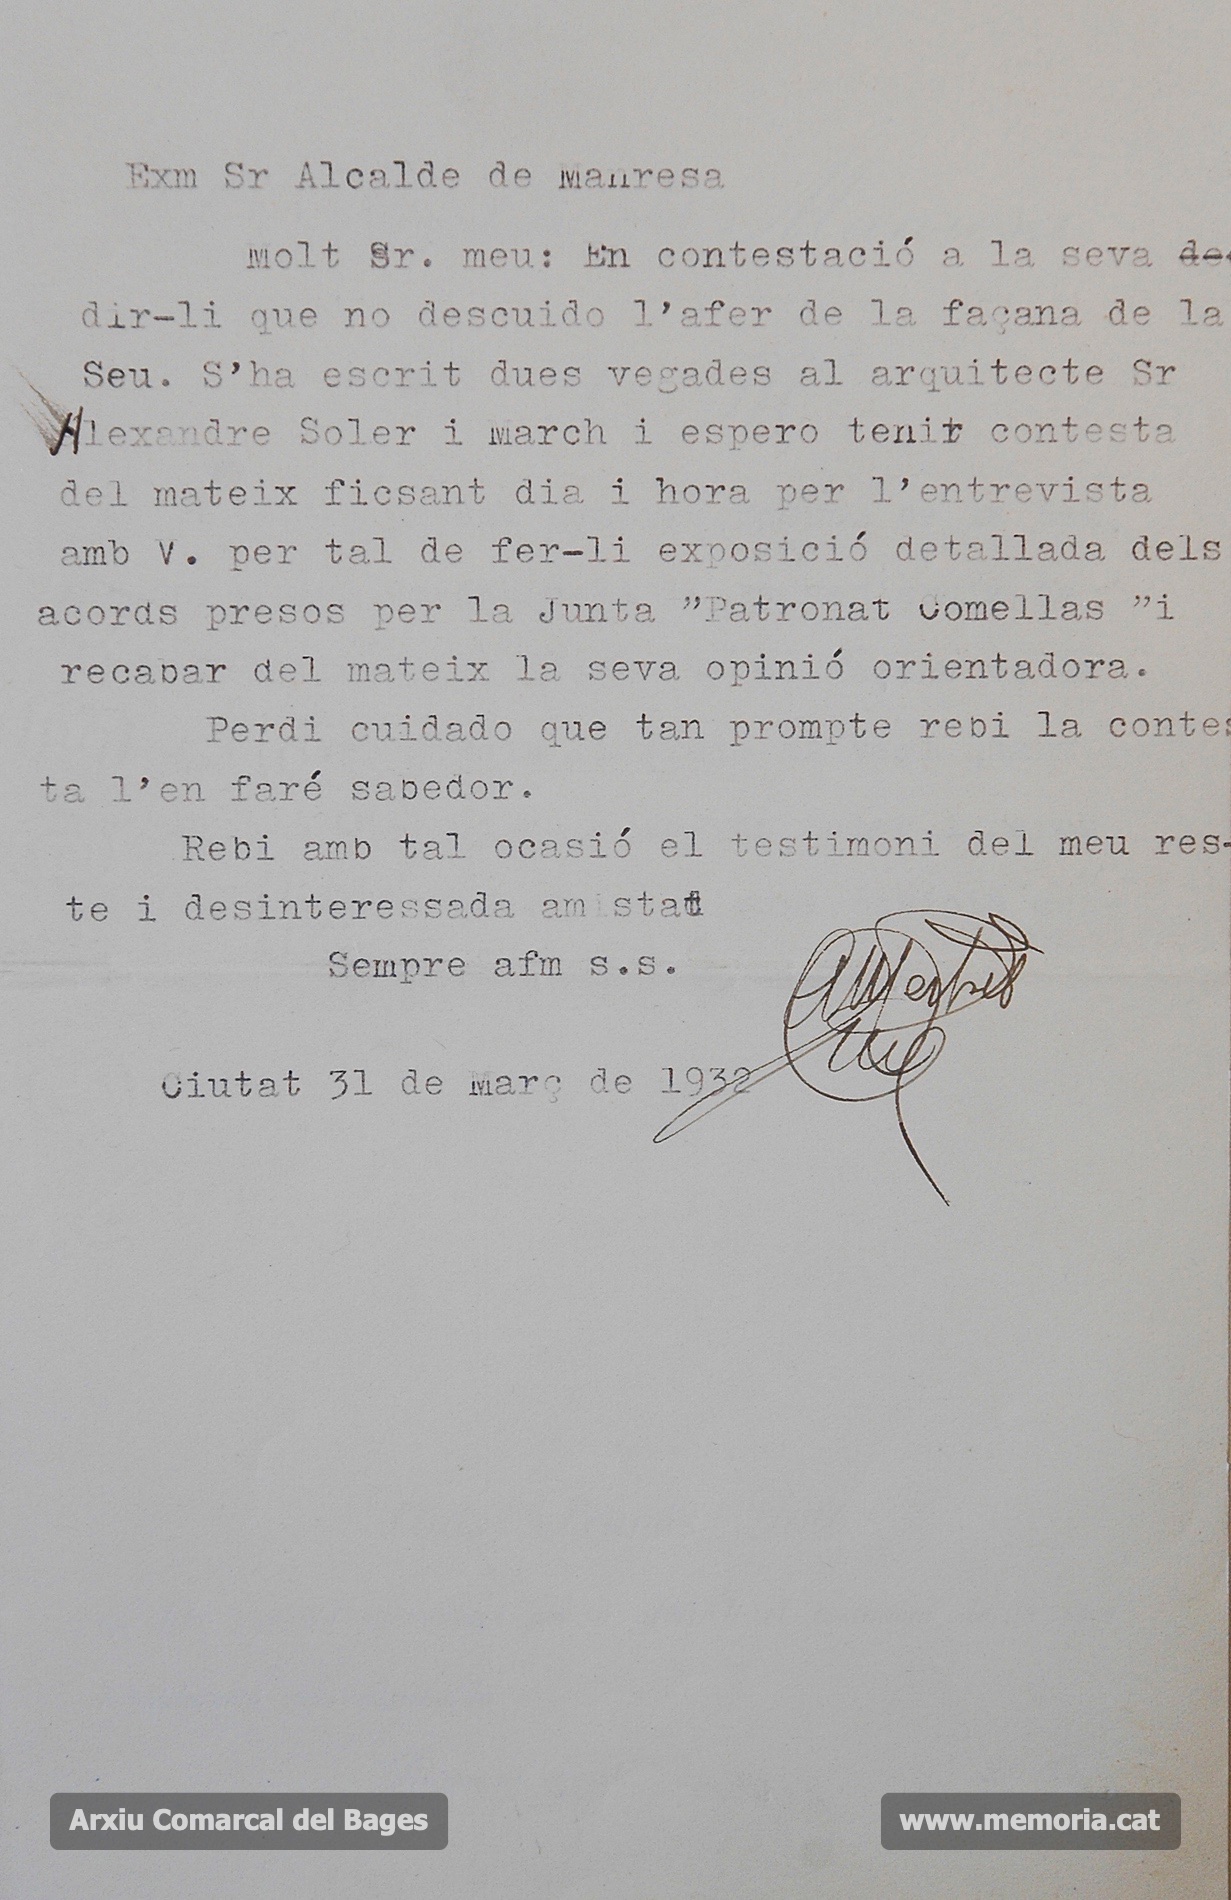 Exm Sr Alcalde de Manresa
Molt Sr. meu: En contestació a la seva
dir-li que no descuido l'afer de la façana de la
Seu. S'ha escrit dues vegades al arquitecte Sr
Alexandre Soler i March i espero tenir contesta
del mateix ficsant dia i hora per l'entrevista
amb V. per tal de fer-li exposició detallada dels
acords presos per la Junta "Patronat Comellas "i
recabar del mateix la seva opinió orientadora.
Perdi cuidado que tan prompte rebi la contes
ta l'en faré sabedor.
Rebi amb tal ocasió el testimoni del meu res-
te i desinteressada amistat
Sempre afm s.s.
Ciutat 31 de Març de 1932
Arxiu Comarcal del Bages
www.memoria.cat